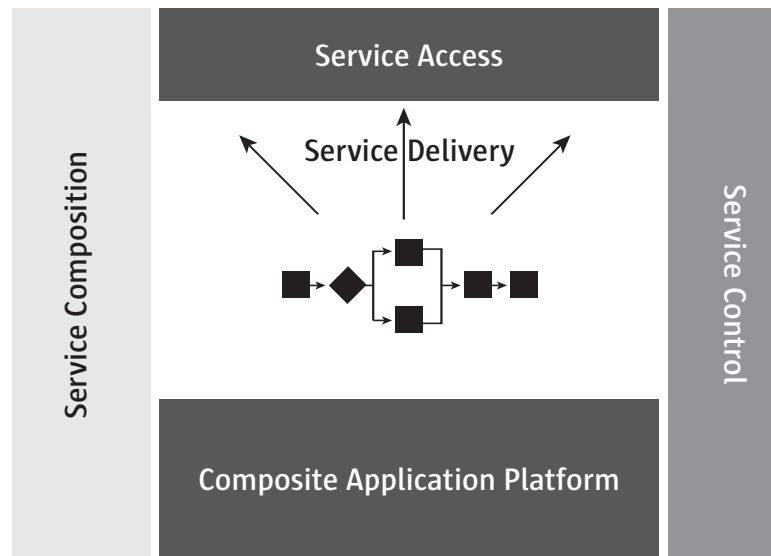 Service Access
Service Delivery
Service Composition
Service Control
Composite Application Platform